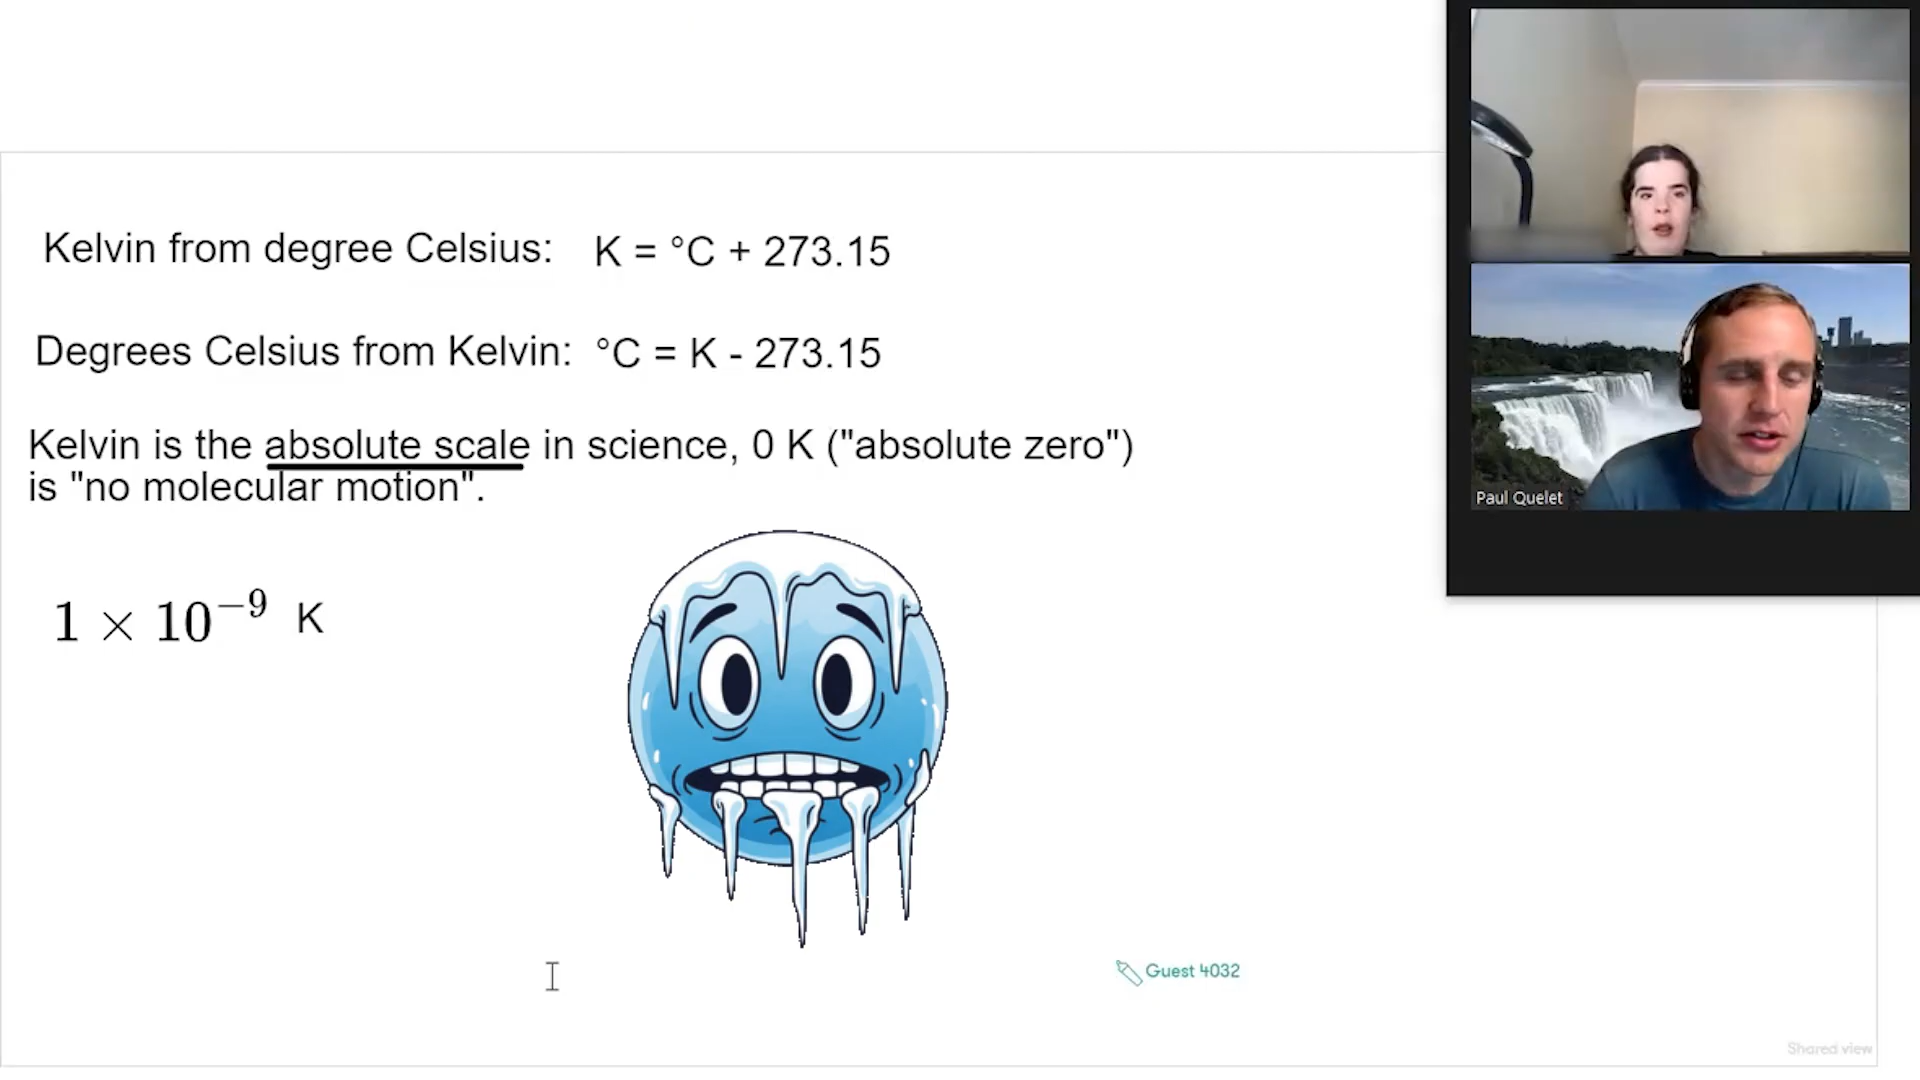 Kelvin from degree Celsius: K = °C + 273.15
Degrees Celsius from Kelvin: °C = K - 273.15
Kelvin is the absolute scale in science, 0 K ("absolute zero")
is "no molecular motion".
1 × 10⁻⁹ K
Paul Quelet
Guest 4032
Shared view